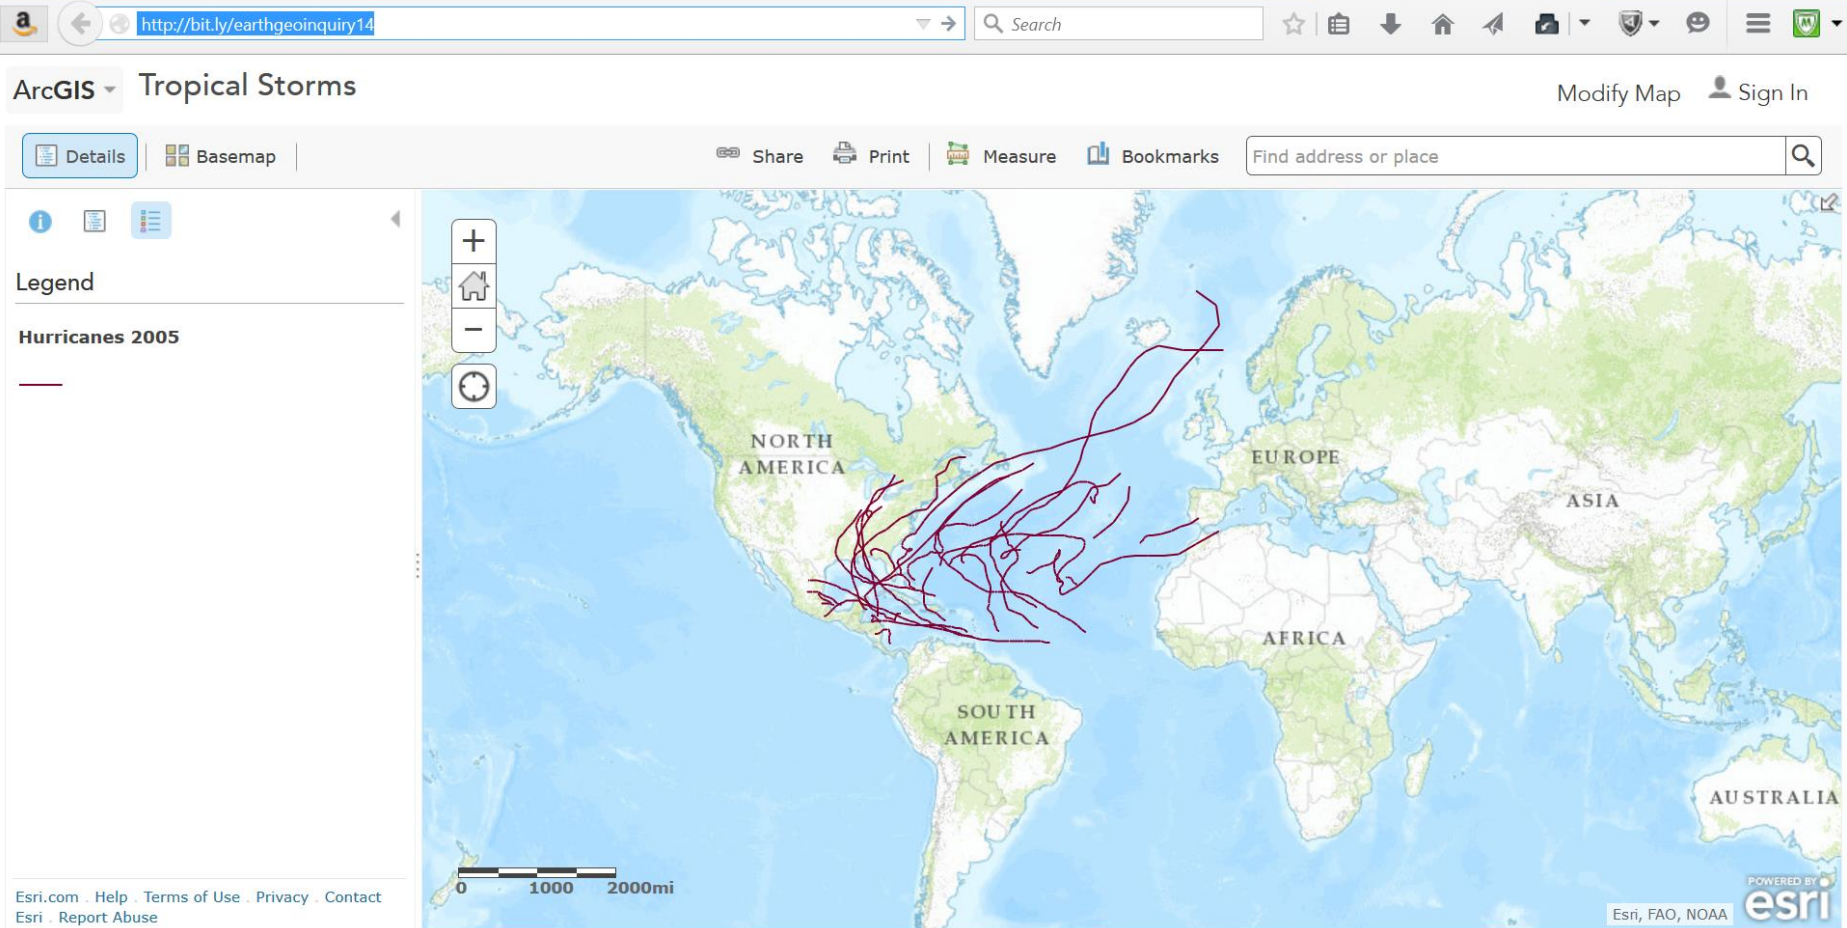 http://bit.ly/earthgeoinquiry14
Search
ArcGIS
Tropical Storms
Modify Map
Sign In
Details
Basemap
Share
Print
Measure
Bookmarks
Find address or place
Legend
Hurricanes 2005
NORTH
AMERICA
EUROPE
ASIA
AFRICA
SOUTH
AMERICA
AUSTRALIA
0 1000 2000mi
Esri.com . Help . Terms of Use . Privacy . Contact
Esri . Report Abuse
Esri, FAO, NOAA
POWERED BY
esri